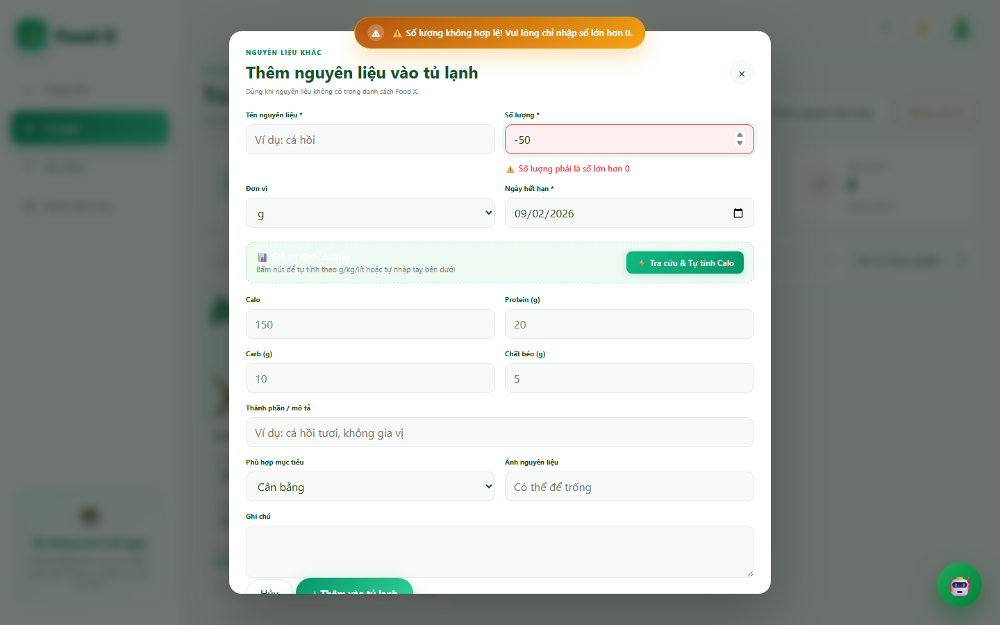 ⚠️ Số lượng không hợp lệ! Vui lòng chỉ nhập số lớn hơn 0.
NGUYÊN LIỆU KHÁC
Thêm nguyên liệu vào tủ lạnh
×
Dùng khi nguyên liệu không có trong danh sách Food X.
Tên nguyên liệu *
Số lượng *
Ví dụ: cá hồi
-50
⚠️ Số lượng phải là số lớn hơn 0
Đơn vị
Ngày hết hạn *
g
09/02/2026
📊 Giá trị dinh dưỡng
Bấm nút để tự tính theo g/kg/lít hoặc tự nhập tay bên dưới
⚡ Tra cứu & Tự tính Calo
Calo
Protein (g)
150
20
Carb (g)
Chất béo (g)
10
5
Thành phần / mô tả
Ví dụ: cá hồi tươi, không gia vị
Phù hợp mục tiêu
Ảnh nguyên liệu
Cân bằng
Có thể để trống
Ghi chú
Hủy
+ Thêm vào tủ lạnh
Food X